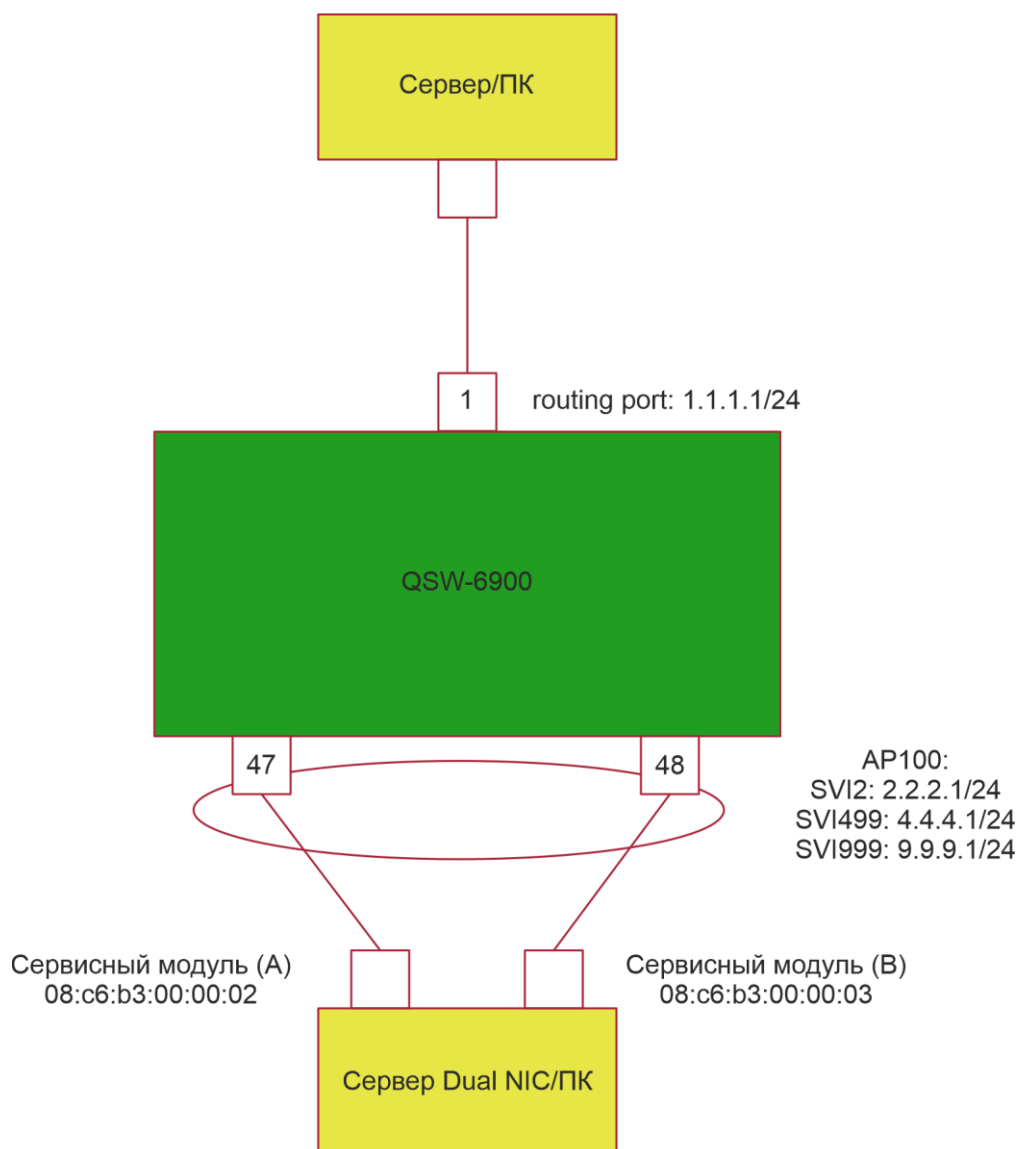 Сервер/ПК
1
routing port: 1.1.1.1/24
QSW-6900
47
48
AP100:
SVI2: 2.2.2.1/24
SVI499: 4.4.4.1/24
SVI999: 9.9.9.1/24
Сервисный модуль (A)
08:c6:b3:00:00:02
Сервисный модуль (B)
08:c6:b3:00:00:03
Сервер Dual NIC/ПК